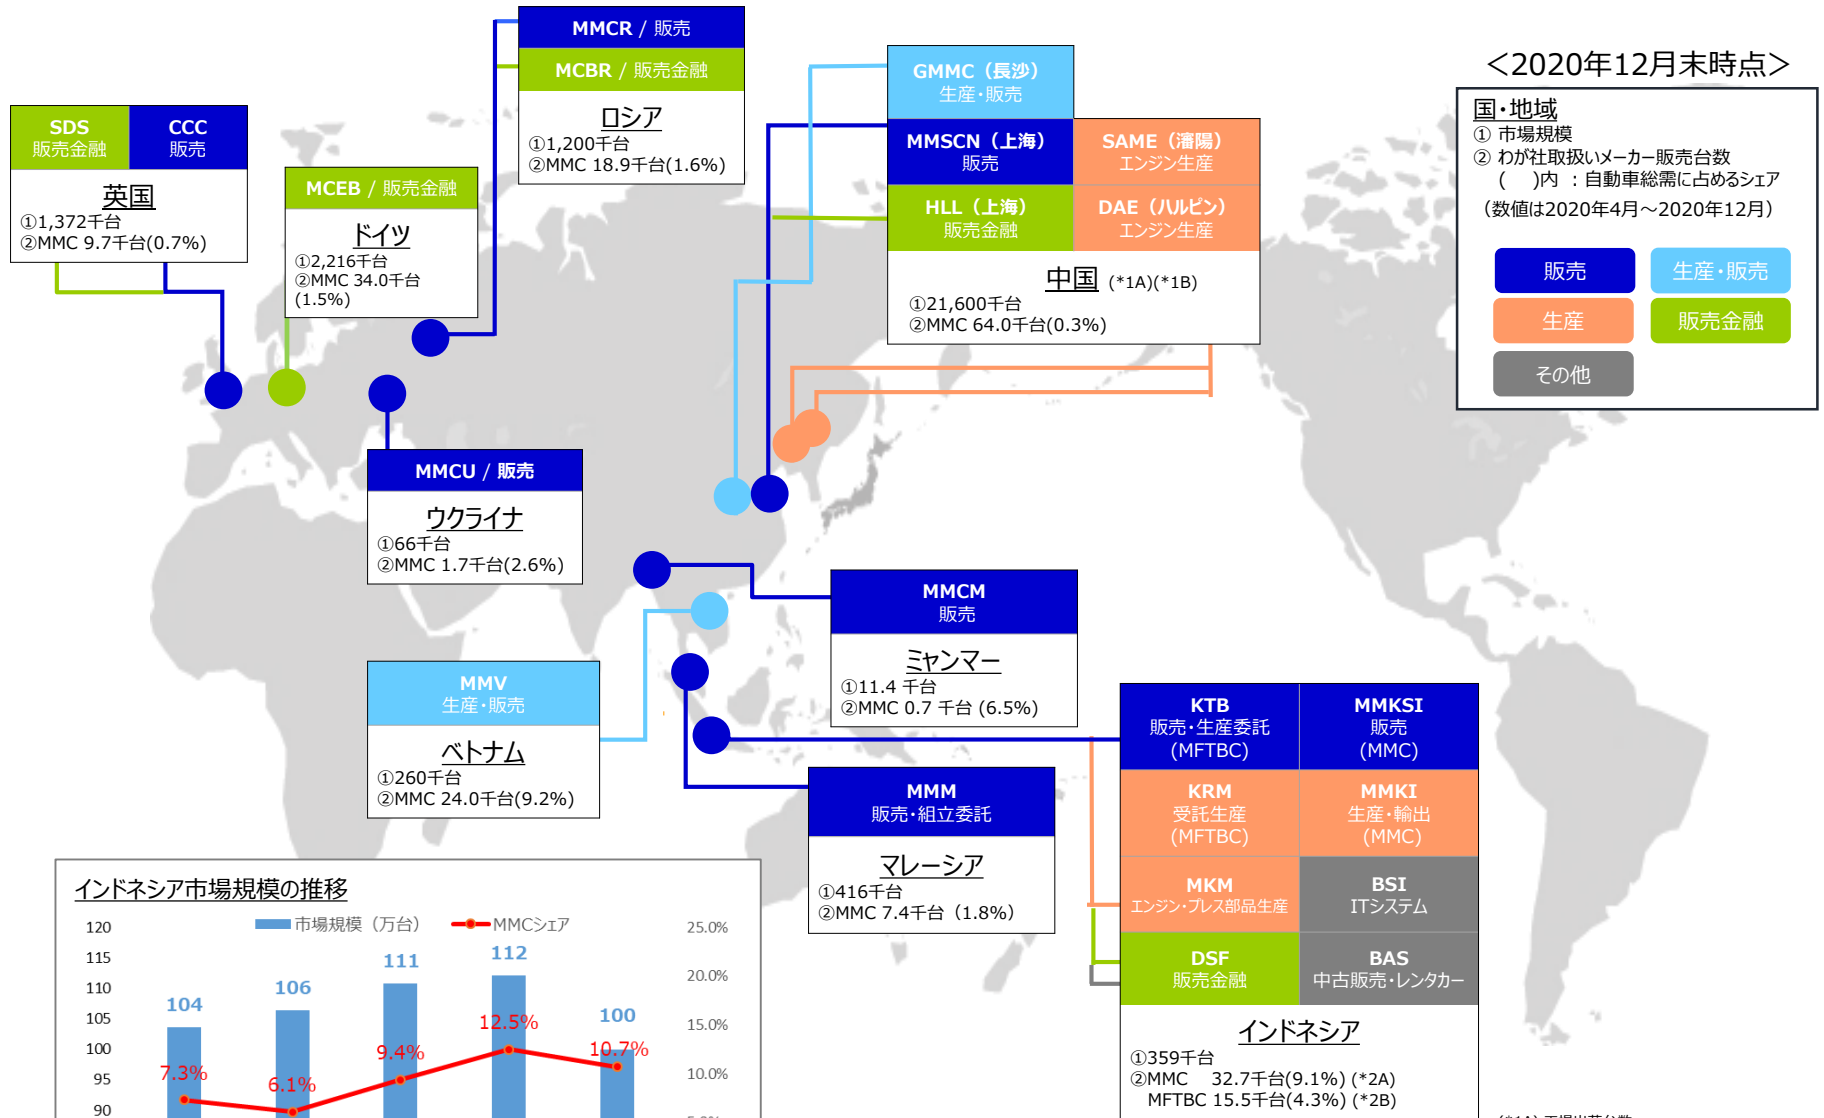 MMCR / 販売
MCBR / 販売金融
ロシア
①1,200千台
②MMC 18.9千台(1.6%)
GMMC（長沙）
生産・販売
MMSCN（上海）
販売
SAME（瀋陽）
エンジン生産
HLL（上海）
販売金融
DAE（ハルピン）
エンジン生産
中国 (*1A)(*1B)
①21,600千台
②MMC 64.0千台(0.3%)
＜2020年12月末時点＞
国・地域
① 市場規模
② わが社取扱いメーカー販売台数
(　)内 ：自動車総需に占めるシェア
（数値は2020年4月～2020年12月）
販売
生産・販売
生産
販売金融
その他
SDS
販売金融
CCC
販売
英国
①1,372千台
②MMC 9.7千台(0.7%)
MCEB / 販売金融
ドイツ
①2,216千台
②MMC 34.0千台
(1.5%)
MMCU / 販売
ウクライナ
①66千台
②MMC 1.7千台(2.6%)
MMCM
販売
ミャンマー
①11.4 千台
②MMC 0.7 千台 (6.5%)
MMV
生産・販売
ベトナム
①260千台
②MMC 24.0千台(9.2%)
MMM
販売・組立委託
マレーシア
①416千台
②MMC 7.4千台（1.8%）
KTB
販売・生産委託
(MFTBC)
MMKSI
販売
(MMC)
KRM
受託生産
(MFTBC)
MMKI
生産・輸出
(MMC)
MKM
エンジン・プレス部品生産
BSI
ITシステム
DSF
販売金融
BAS
中古販売・レンタカー
インドネシア
①359千台
②MMC 32.7千台(9.1%) (*2A)
MFTBC 15.5千台(4.3%) (*2B)
インドネシア市場規模の推移
市場規模（万台）
MMCシェア
120
115
110
105
100
95
90
104
106
111
112
100
7.3%
6.1%
9.4%
12.5%
10.7%
25.0%
20.0%
15.0%
10.0%